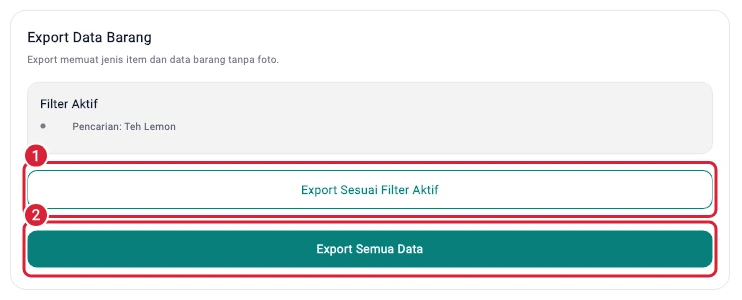 Export Data Barang
Export memuat jenis item dan data barang tanpa foto.
Filter Aktif
• Pencarian: Teh Lemon
1
Export Sesuai Filter Aktif
2
Export Semua Data